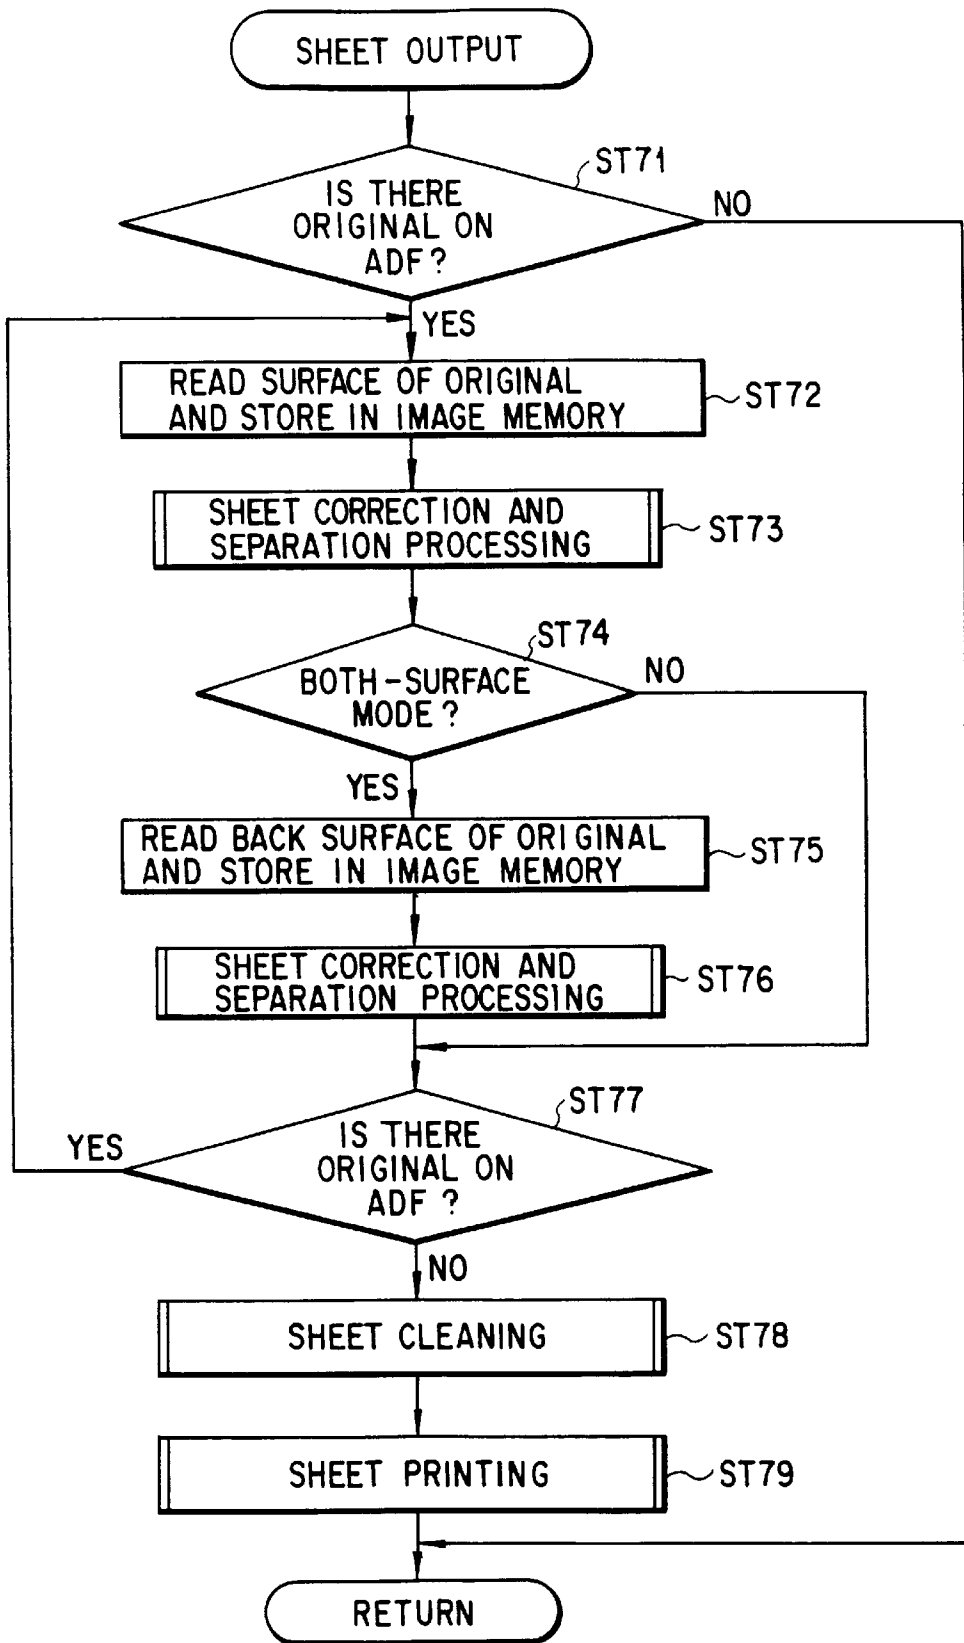 SHEET OUTPUT
ST71
IS THERE
ORIGINAL ON
ADF?
NO
YES
READ SURFACE OF ORIGINAL
AND STORE IN IMAGE MEMORY
ST72
SHEET CORRECTION AND
SEPARATION PROCESSING
ST73
ST74
BOTH-SURFACE
MODE?
NO
YES
READ BACK SURFACE OF ORIGINAL
AND STORE IN IMAGE MEMORY
ST75
SHEET CORRECTION AND
SEPARATION PROCESSING
ST76
ST77
IS THERE
ORIGINAL ON
ADF?
YES
NO
SHEET CLEANING
ST78
SHEET PRINTING
ST79
RETURN